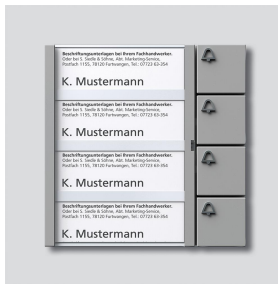 Beschriftungsunterlagen bei Ihrem Fachhandwerker.
Oder bei S. Siedle & Söhne, Abt. Marketing-Service,
Postfach 1155, 78120 Furtwangen, Tel.: 07723 63-354
K. Mustermann
Beschriftungsunterlagen bei Ihrem Fachhandwerker.
Oder bei S. Siedle & Söhne, Abt. Marketing-Service,
Postfach 1155, 78120 Furtwangen, Tel.: 07723 63-354
K. Mustermann
Beschriftungsunterlagen bei Ihrem Fachhandwerker.
Oder bei S. Siedle & Söhne, Abt. Marketing-Service,
Postfach 1155, 78120 Furtwangen, Tel.: 07723 63-354
K. Mustermann
Beschriftungsunterlagen bei Ihrem Fachhandwerker.
Oder bei S. Siedle & Söhne, Abt. Marketing-Service,
Postfach 1155, 78120 Furtwangen, Tel.: 07723 63-354
K. Mustermann